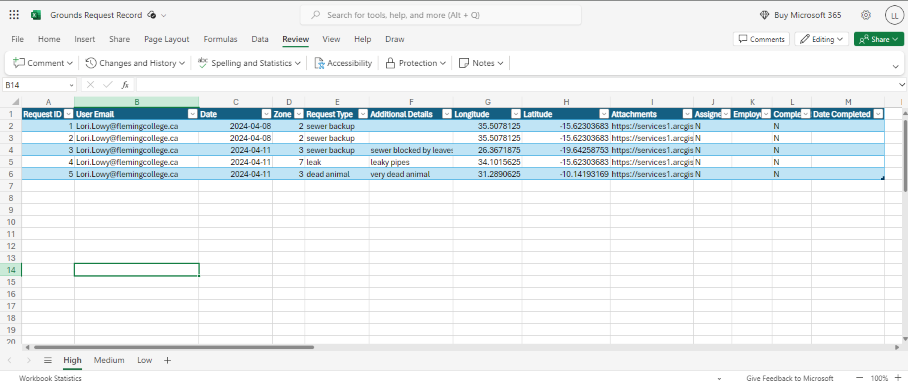 Grounds Request Record
Search for tools, help, and more (Alt + Q)
Buy Microsoft 365
LL
File Home Insert Share Page Layout Formulas Data Review View Help Draw
Comments Editing Share
Comment Changes and History Spelling and Statistics Accessibility Protection Notes
B14 fx
A B C D E F G H I J K L M
1 Request ID User Email Date Zone Request Type Additional Details Longitude Latitude Attachments Assigne Employe Comple Date Completed
2 1 Lori.Lowy@flemingcollege.ca 2024-04-08 2 sewer backup 35.5078125 -15.62303683 https://services1.arcgis N N
3 2 Lori.Lowy@flemingcollege.ca 2024-04-08 2 sewer backup 35.5078125 -15.62303683 https://services1.arcgis N N
4 3 Lori.Lowy@flemingcollege.ca 2024-04-11 3 sewer backup sewer blocked by leaves 26.3671875 -19.64258753 https://services1.arcgis N N
5 4 Lori.Lowy@flemingcollege.ca 2024-04-11 7 leak leaky pipes 34.1015625 -15.62303683 https://services1.arcgis N N
6 5 Lori.Lowy@flemingcollege.ca 2024-04-11 3 dead animal very dead animal 31.2890625 -10.14193169 https://services1.arcgis N N
7
8
9
10
11
12
13
14
15
16
17
18
19
20
High Medium Low
Workbook Statistics Give Feedback to Microsoft 100%